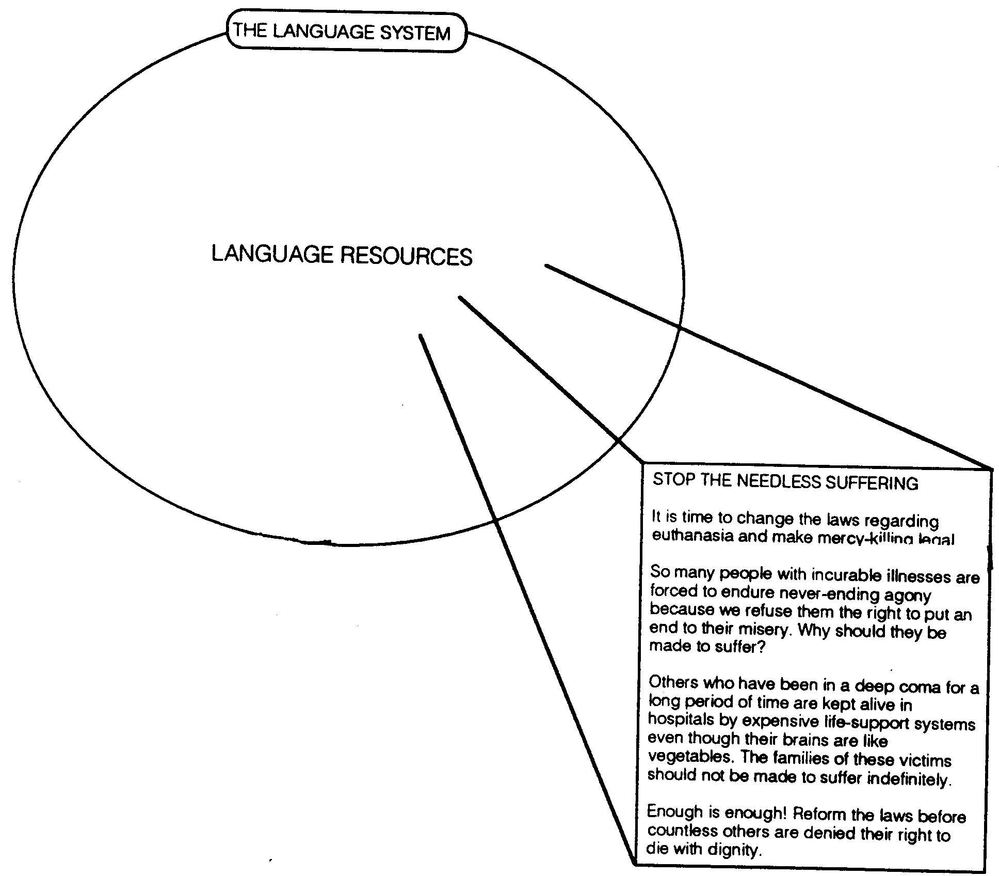 THE LANGUAGE SYSTEM
LANGUAGE RESOURCES
STOP THE NEEDLESS SUFFERING
It is time to change the laws regarding
euthanasia and make mercy-killing legal
So many people with incurable illnesses are
forced to endure never-ending agony
because we refuse them the right to put an
end to their misery. Why should they be
made to suffer?
Others who have been in a deep coma for a
long period of time are kept alive in
hospitals by expensive life-support systems
even though their brains are like
vegetables. The families of these victims
should not be made to suffer indefinitely.
Enough is enough! Reform the laws before
countless others are denied their right to
die with dignity.